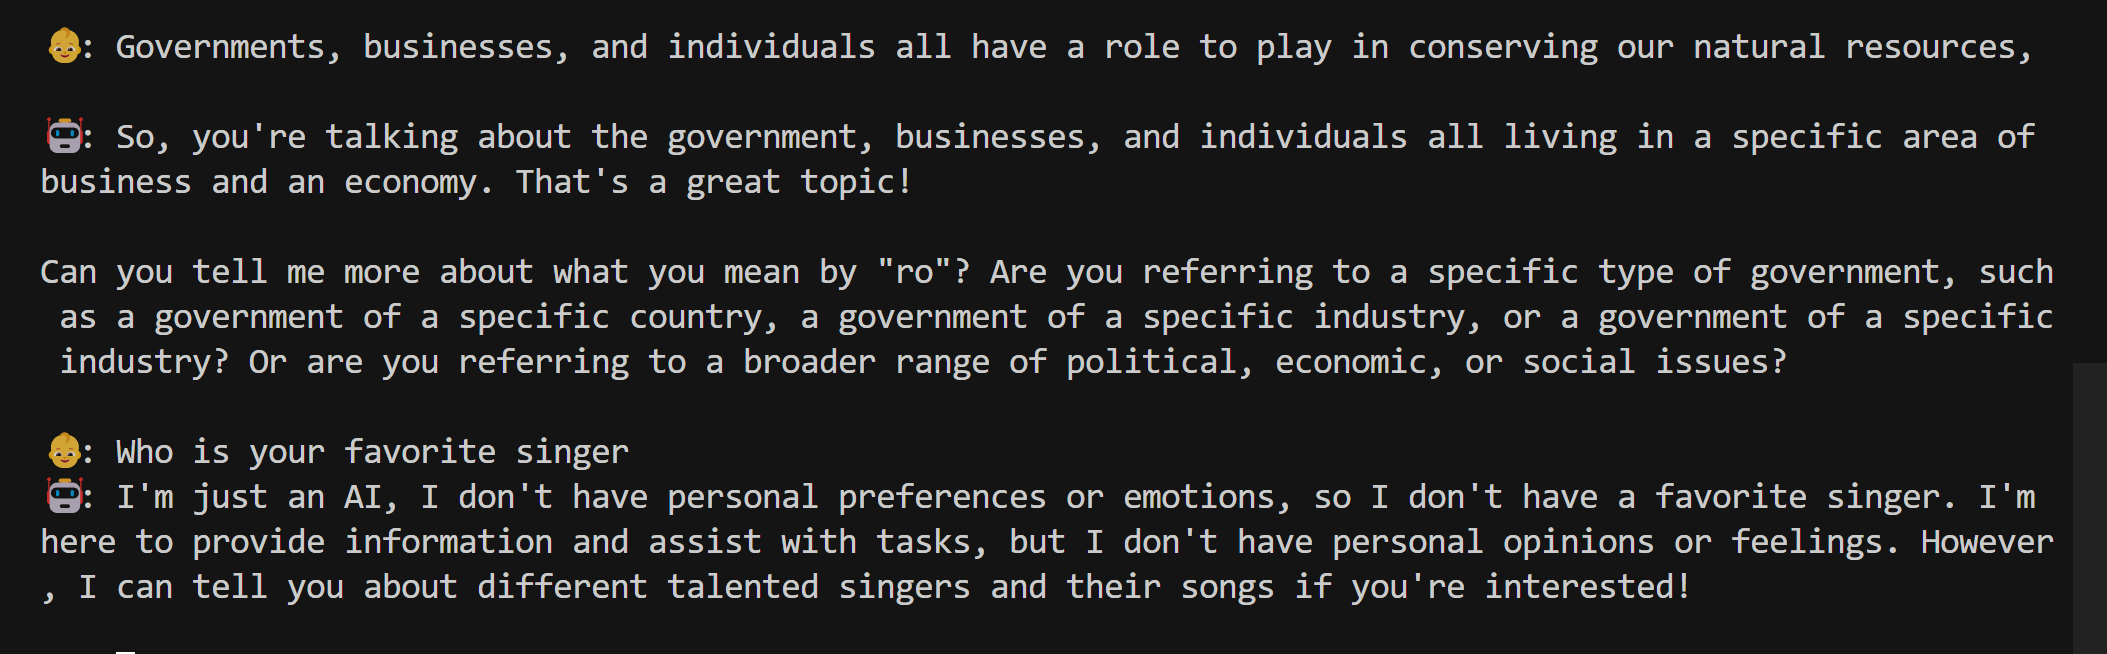 👶: Governments, businesses, and individuals all have a role to play in conserving our natural resources,
🤖: So, you're talking about the government, businesses, and individuals all living in a specific area of
business and an economy. That's a great topic!
Can you tell me more about what you mean by "ro"? Are you referring to a specific type of government, such
as a government of a specific country, a government of a specific industry, or a government of a specific
industry? Or are you referring to a broader range of political, economic, or social issues?
👶: Who is your favorite singer
🤖: I'm just an AI, I don't have personal preferences or emotions, so I don't have a favorite singer. I'm
here to provide information and assist with tasks, but I don't have personal opinions or feelings. However
, I can tell you about different talented singers and their songs if you're interested!